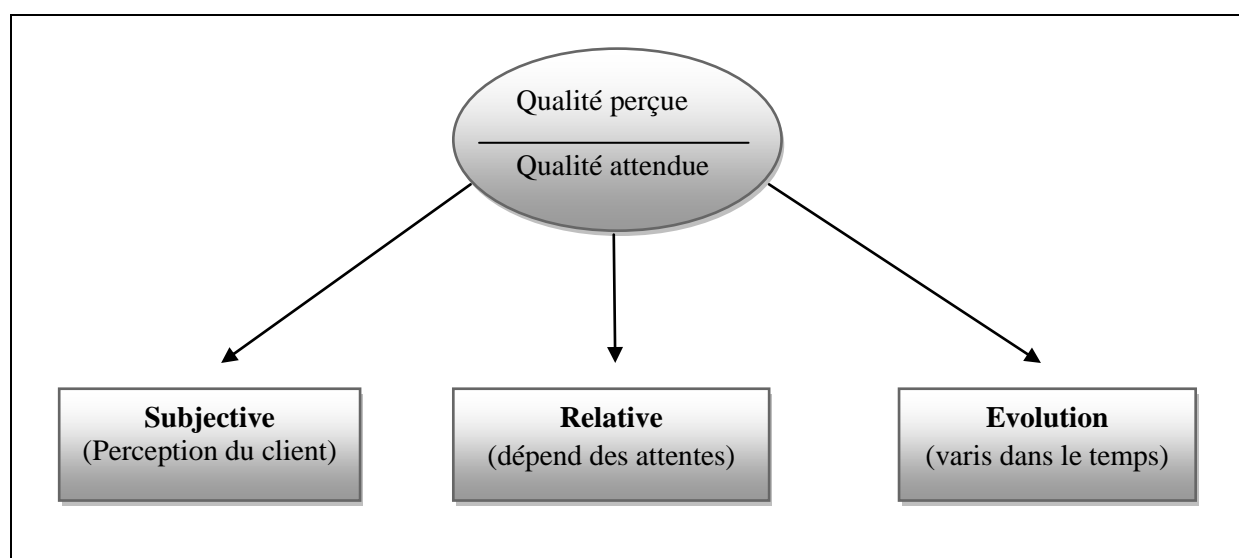 Qualité perçue
Qualité attendue
Subjective
(Perception du client)
Relative
(dépend des attentes)
Evolution
(varis dans le temps)